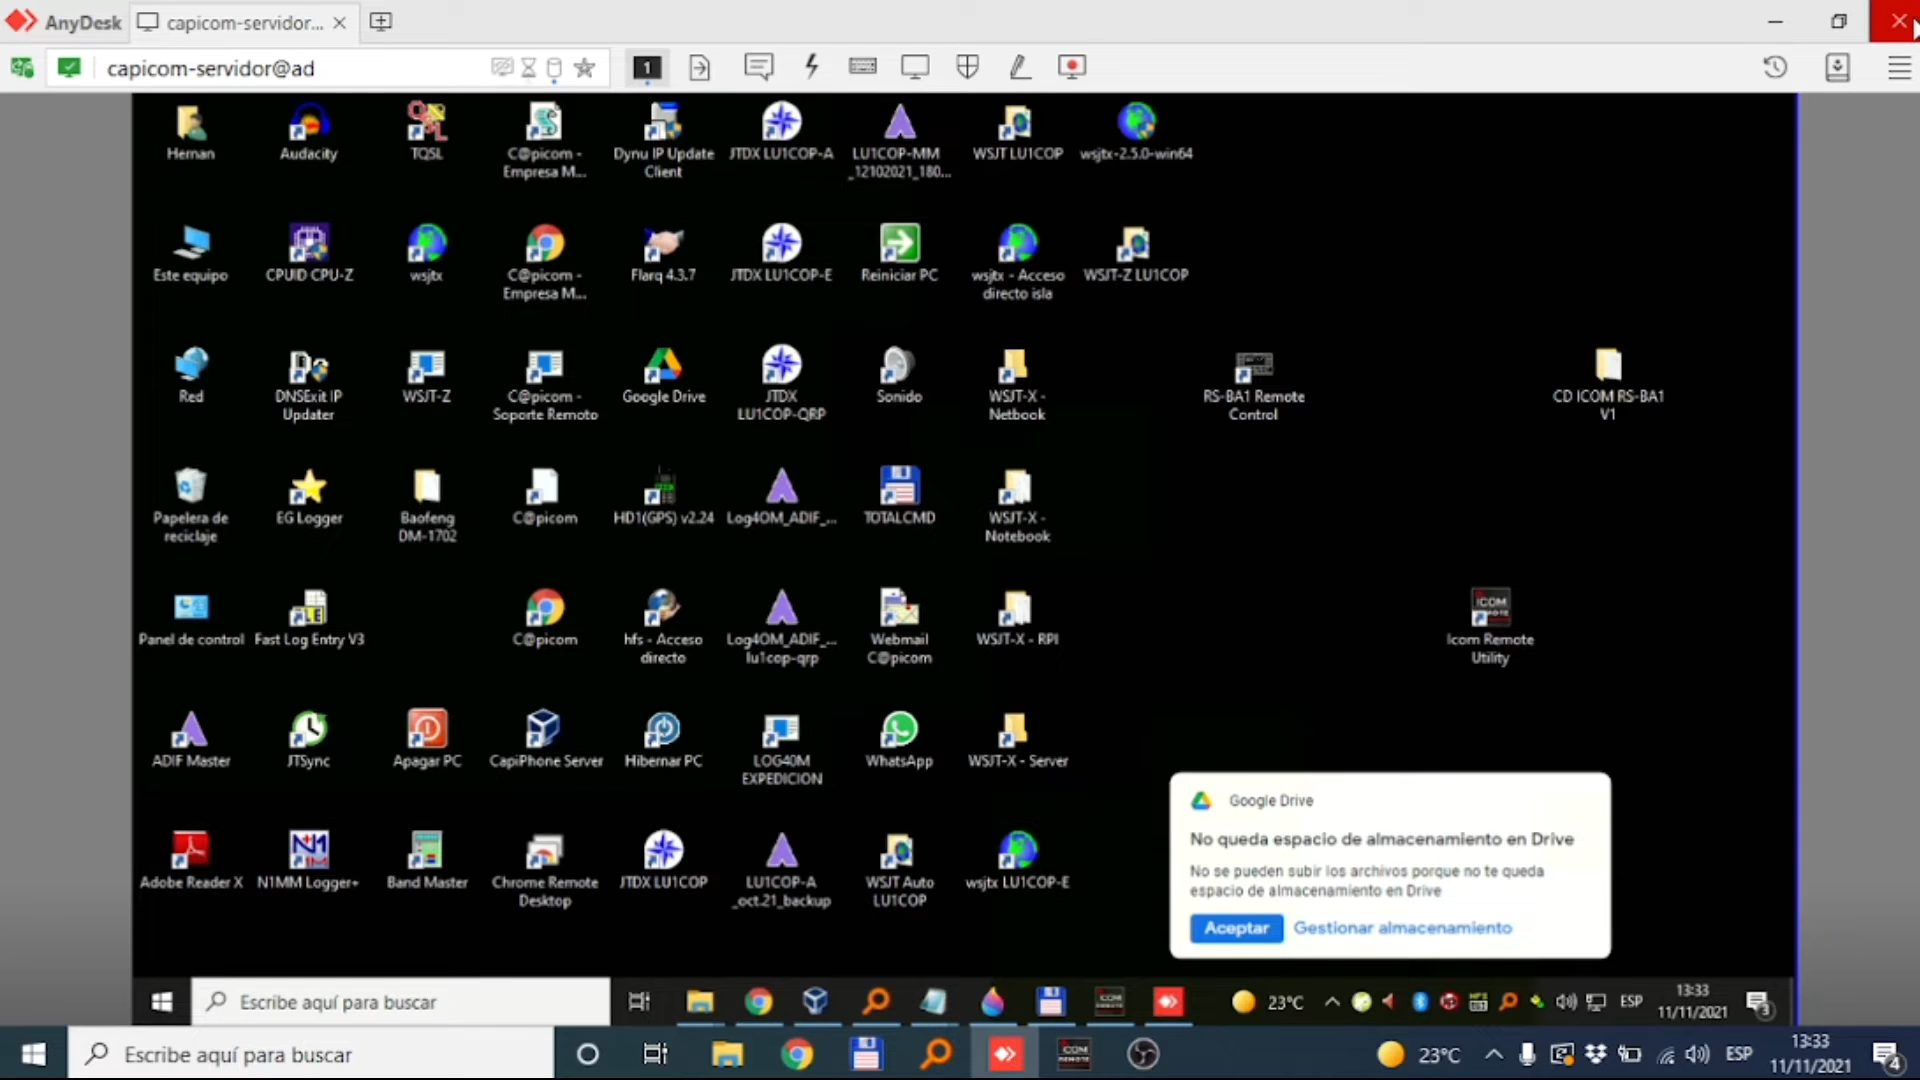 AnyDesk
capicom-servidor...
capicom-servidor@ad
1
Hernan
Audacity
TQSL
C@picom -
Empresa M...
Dynu IP Update
Client
JTDX LU1COP-A
LU1COP-MM
_12102021_180...
WSJT LU1COP
wsjtx-2.5.0-win64
Este equipo
CPUID CPU-Z
wsjtx
C@picom -
Empresa M...
Flarq 4.3.7
JTDX LU1COP-E
Reiniciar PC
wsjtx - Acceso
directo isla
WSJT-Z LU1COP
Red
DNSExit IP
Updater
WSJT-Z
C@picom -
Soporte Remoto
Google Drive
JTDX
LU1COP-QRP
Sonido
WSJT-X -
Netbook
RS-BA1 Remote
Control
CD ICOM RS-BA1
V1
Papelera de
reciclaje
EG Logger
Baofeng
DM-1702
C@picom
HD1(GPS) v2.24
Log4OM_ADIF_...
TOTALCMD
WSJT-X -
Notebook
Panel de control
Fast Log Entry V3
C@picom
hfs - Acceso
directo
Log4OM_ADIF_...
lu1cop-qrp
Webmail
C@picom
WSJT-X - RPI
Icom Remote
Utility
ADIF Master
JTSync
Apagar PC
CapiPhone Server
Hibernar PC
LOG40M
EXPEDICION
WhatsApp
WSJT-X - Server
Adobe Reader X
N1MM Logger+
Band Master
Chrome Remote
Desktop
JTDX LU1COP
LU1COP-A
_oct.21_backup
WSJT Auto
LU1COP
wsjtx LU1COP-E
Google Drive
No queda espacio de almacenamiento en Drive
No se pueden subir los archivos porque no te queda
espacio de almacenamiento en Drive
Aceptar
Gestionar almacenamiento
Escribe aquí para buscar
23°C
ESP
13:33
11/11/2021
3
Escribe aquí para buscar
23°C
ESP
13:33
11/11/2021
4